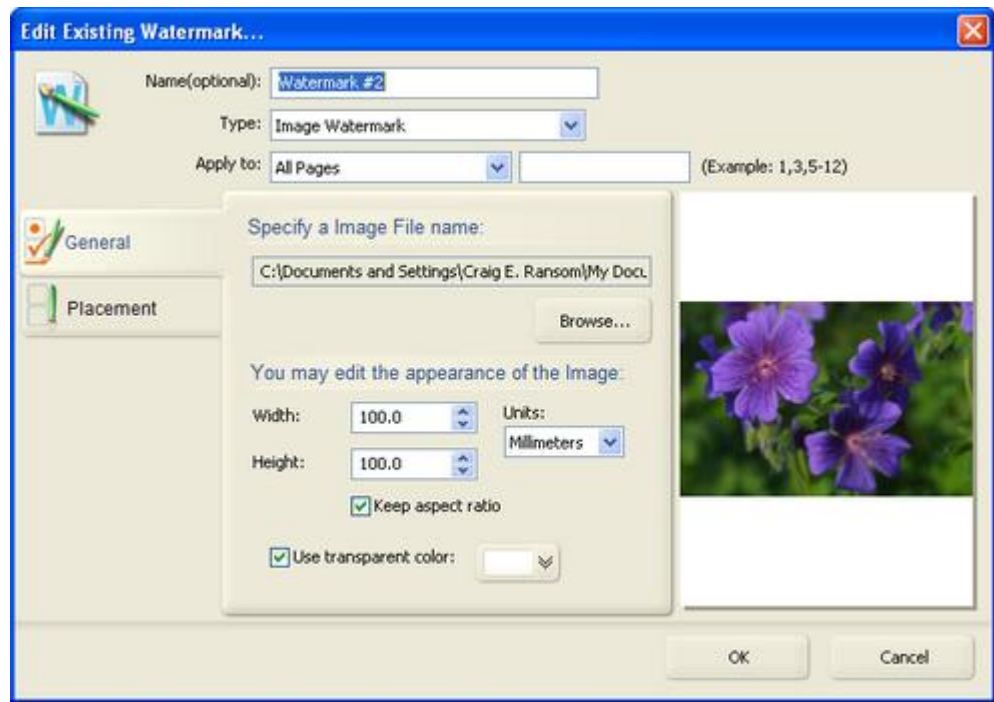 Edit Existing Watermark...
Name(optional): Watermark #2
Type: Image Watermark
Apply to: All Pages (Example: 1,3,5-12)
General
Placement
Specify a Image File name:
C:\Documents and Settings\Craig E. Ransom\My Docu
Browse...
You may edit the appearance of the Image:
Width: 100.0 Units:
Millimeters
Height: 100.0
Keep aspect ratio
Use transparent color:
OK Cancel